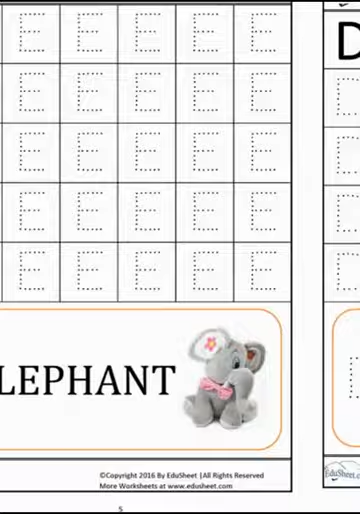 E E E E E
E E E E E
E E E E E
E E E E E
E E E E E
LEPHANT
©Copyright 2016 By EduSheet |All Rights Reserved
More Worksheets at www.edusheet.com
5
D
D
D
D
D
EduSheet.c